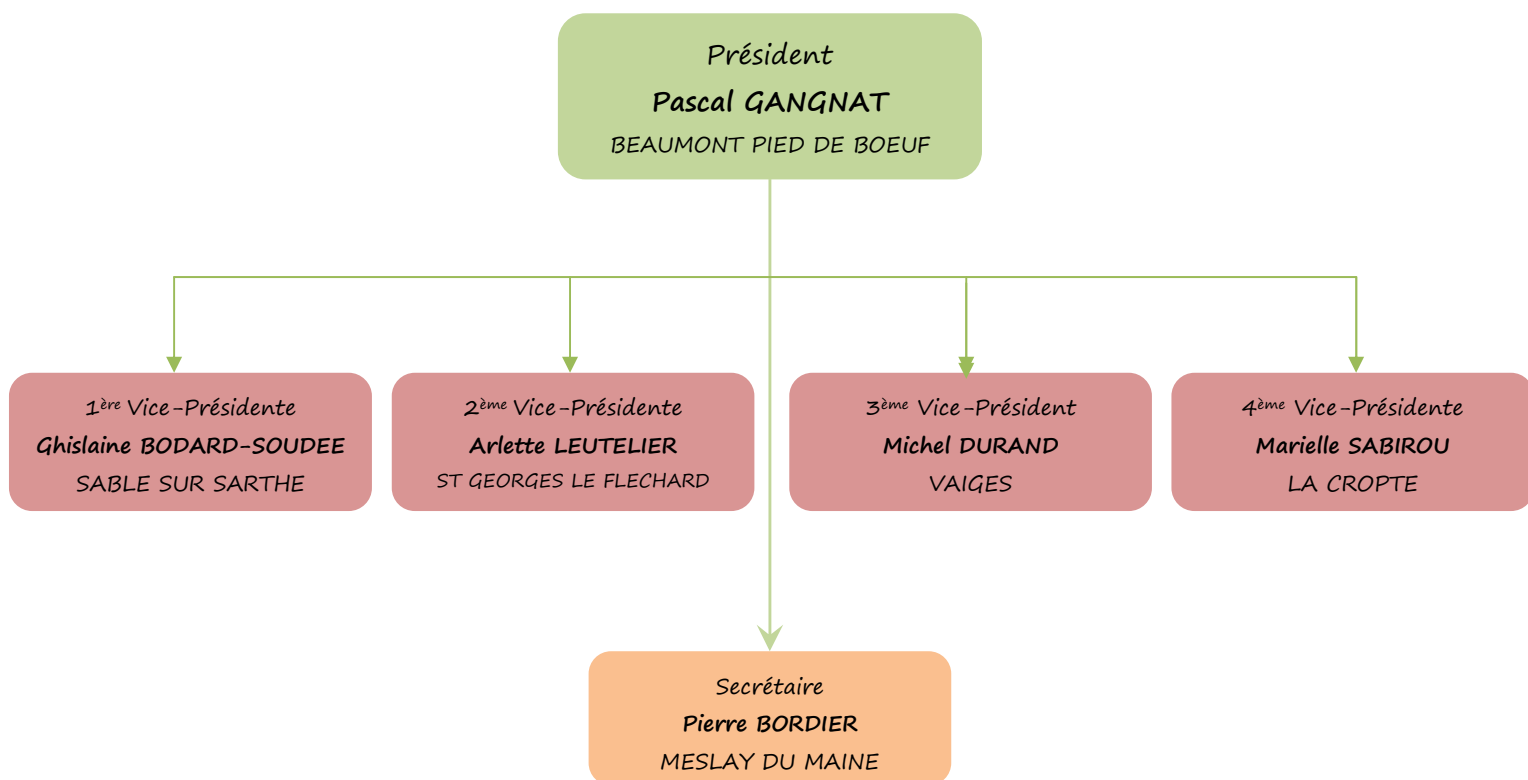 Président
Pascal GANGNAT
BEAUMONT PIED DE BOEUF
1ère Vice-Présidente
Ghislaine BODARD-SOUDEE
SABLE SUR SARTHE
2ème Vice-Présidente
Arlette LEUTELIER
ST GEORGES LE FLECHARD
3ème Vice-Président
Michel DURAND
VAIGES
4ème Vice-Présidente
Marielle SABIROU
LA CROPTE
Secrétaire
Pierre BORDIER
MESLAY DU MAINE